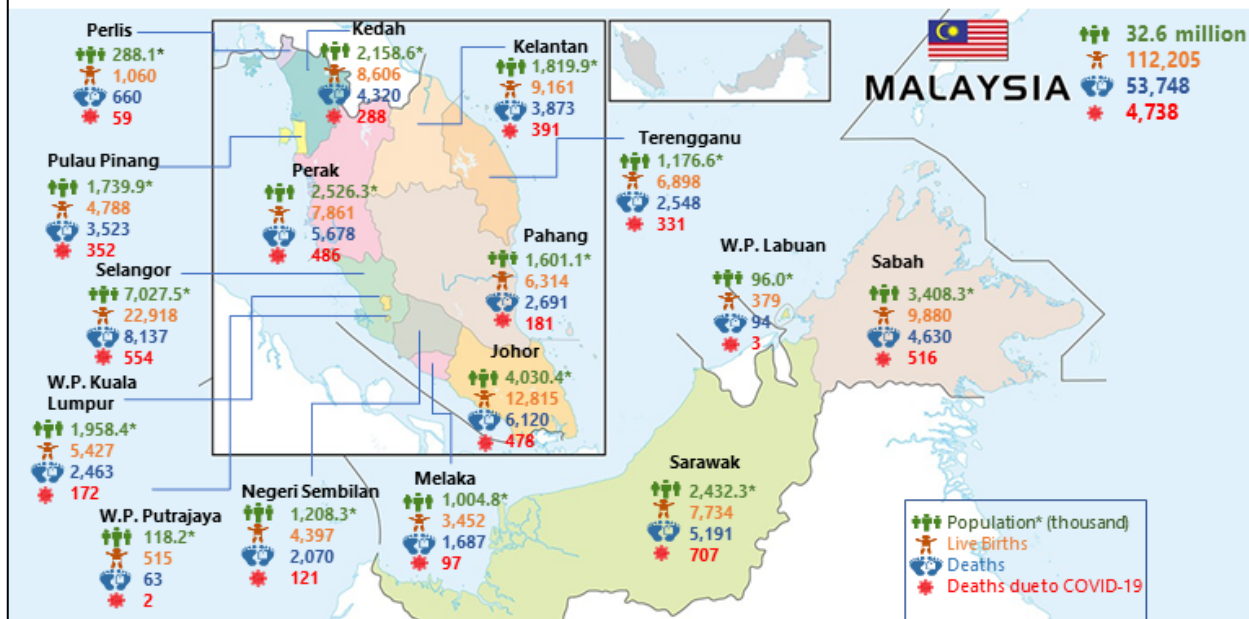 Perlis
288.1*
1,060
660
59
Kedah
2,158.6*
8,606
4,320
288
Kelantan
1,819.9*
9,161
3,873
391
MALAYSIA
32.6 million
112,205
53,748
4,738
Pulau Pinang
1,739.9*
4,788
3,523
352
Perak
2,526.3*
7,861
5,678
486
Terengganu
1,176.6*
6,898
2,548
331
Selangor
7,027.5*
22,918
8,137
554
Pahang
1,601.1*
6,314
2,691
181
W.P. Labuan
96.0*
379
94
3
Sabah
3,408.3*
9,880
4,630
516
W.P. Kuala
Lumpur
1,958.4*
5,427
2,463
172
Johor
4,030.4*
12,815
6,120
478
W.P. Putrajaya
118.2*
515
63
2
Negeri Sembilan
1,208.3*
4,397
2,070
121
Melaka
1,004.8*
3,452
1,687
97
Sarawak
2,432.3*
7,734
5,191
707
Population* (thousand)
Live Births
Deaths
Deaths dueto COVID-19